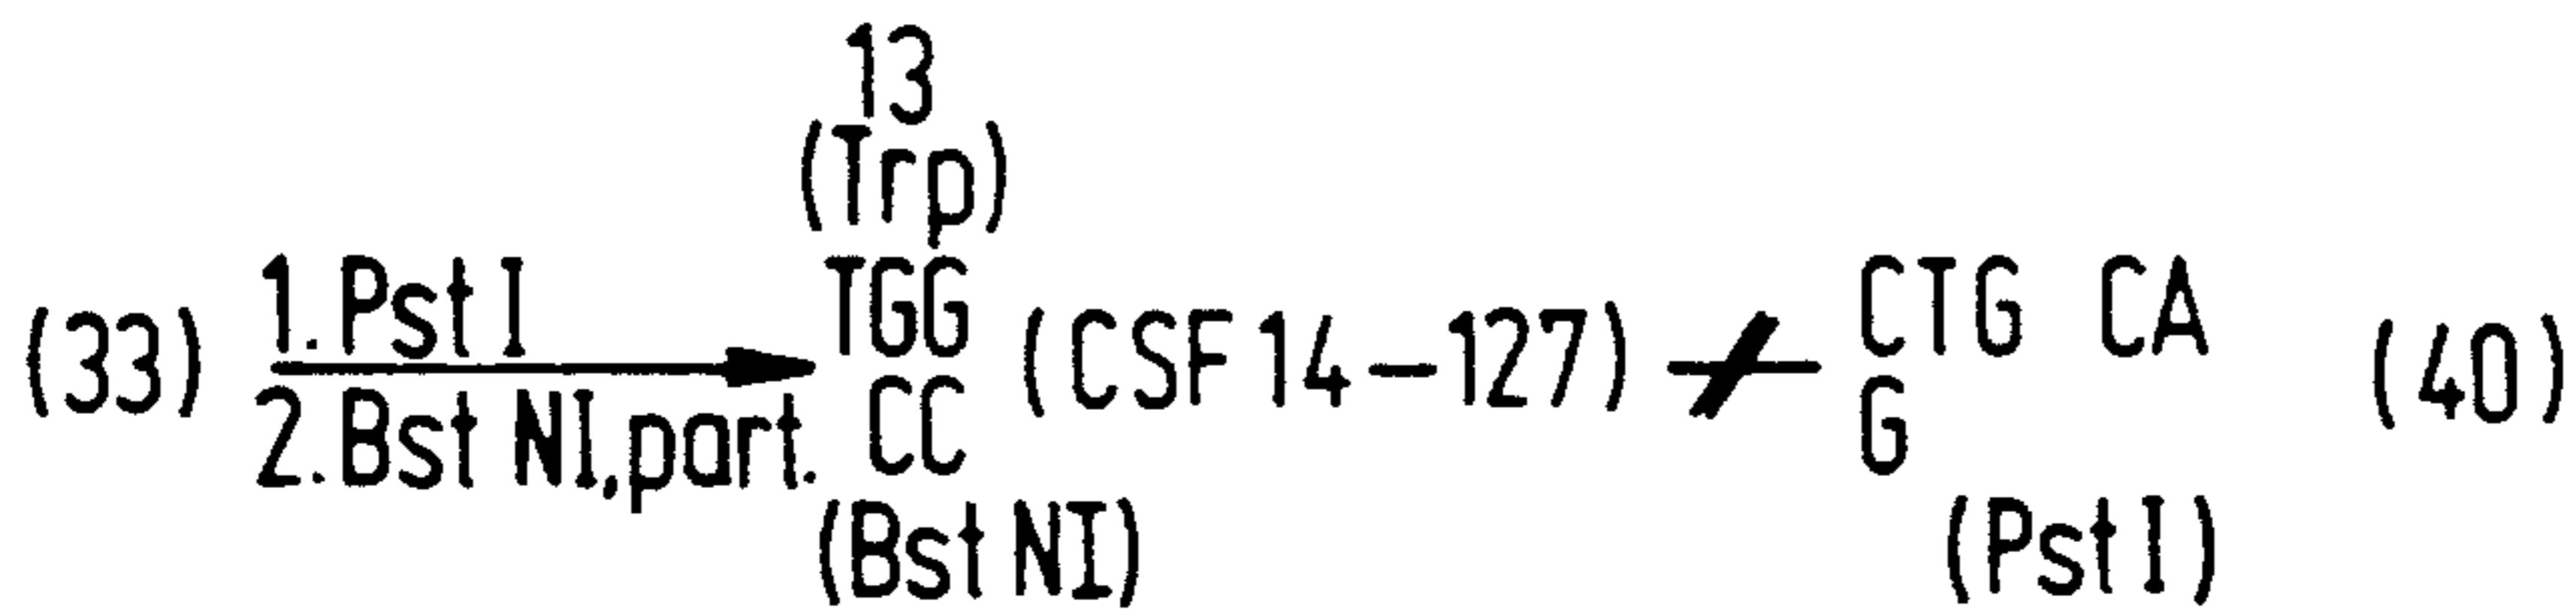 13
(Trp)
(33) 1. Pst I TGG (CSF 14-127) CTG CA (40)
2. Bst NI, part. CC G
(Bst NI) (Pst I)